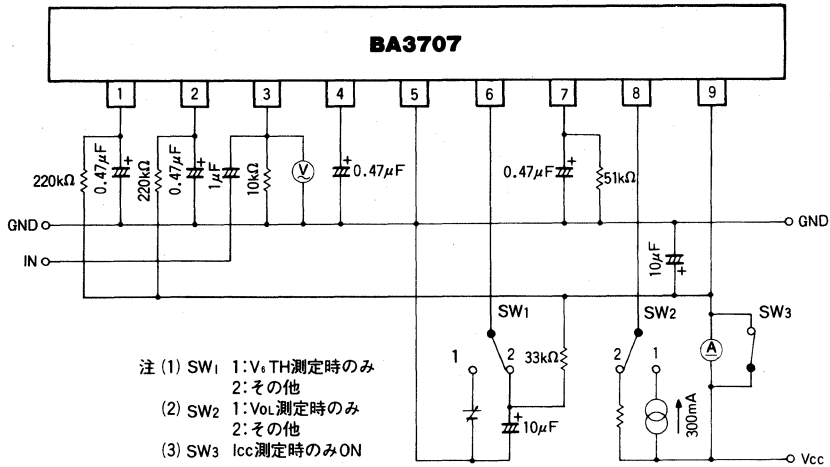 BA3707
1 2 3 4 5 6 7 8 9
220kΩ
0.47μF
220kΩ
0.47μF
1μF
10kΩ
V
0.47μF
0.47μF
51kΩ
GND
GND
IN
10μF
SW1
SW2
SW3
1
2
33kΩ
2
1
A
10μF
300mA
Vcc
注 (1) SW1 1:V6TH測定時のみ
2:その他
(2) SW2 1:VOL測定時のみ
2:その他
(3) SW3 Icc測定時のみON